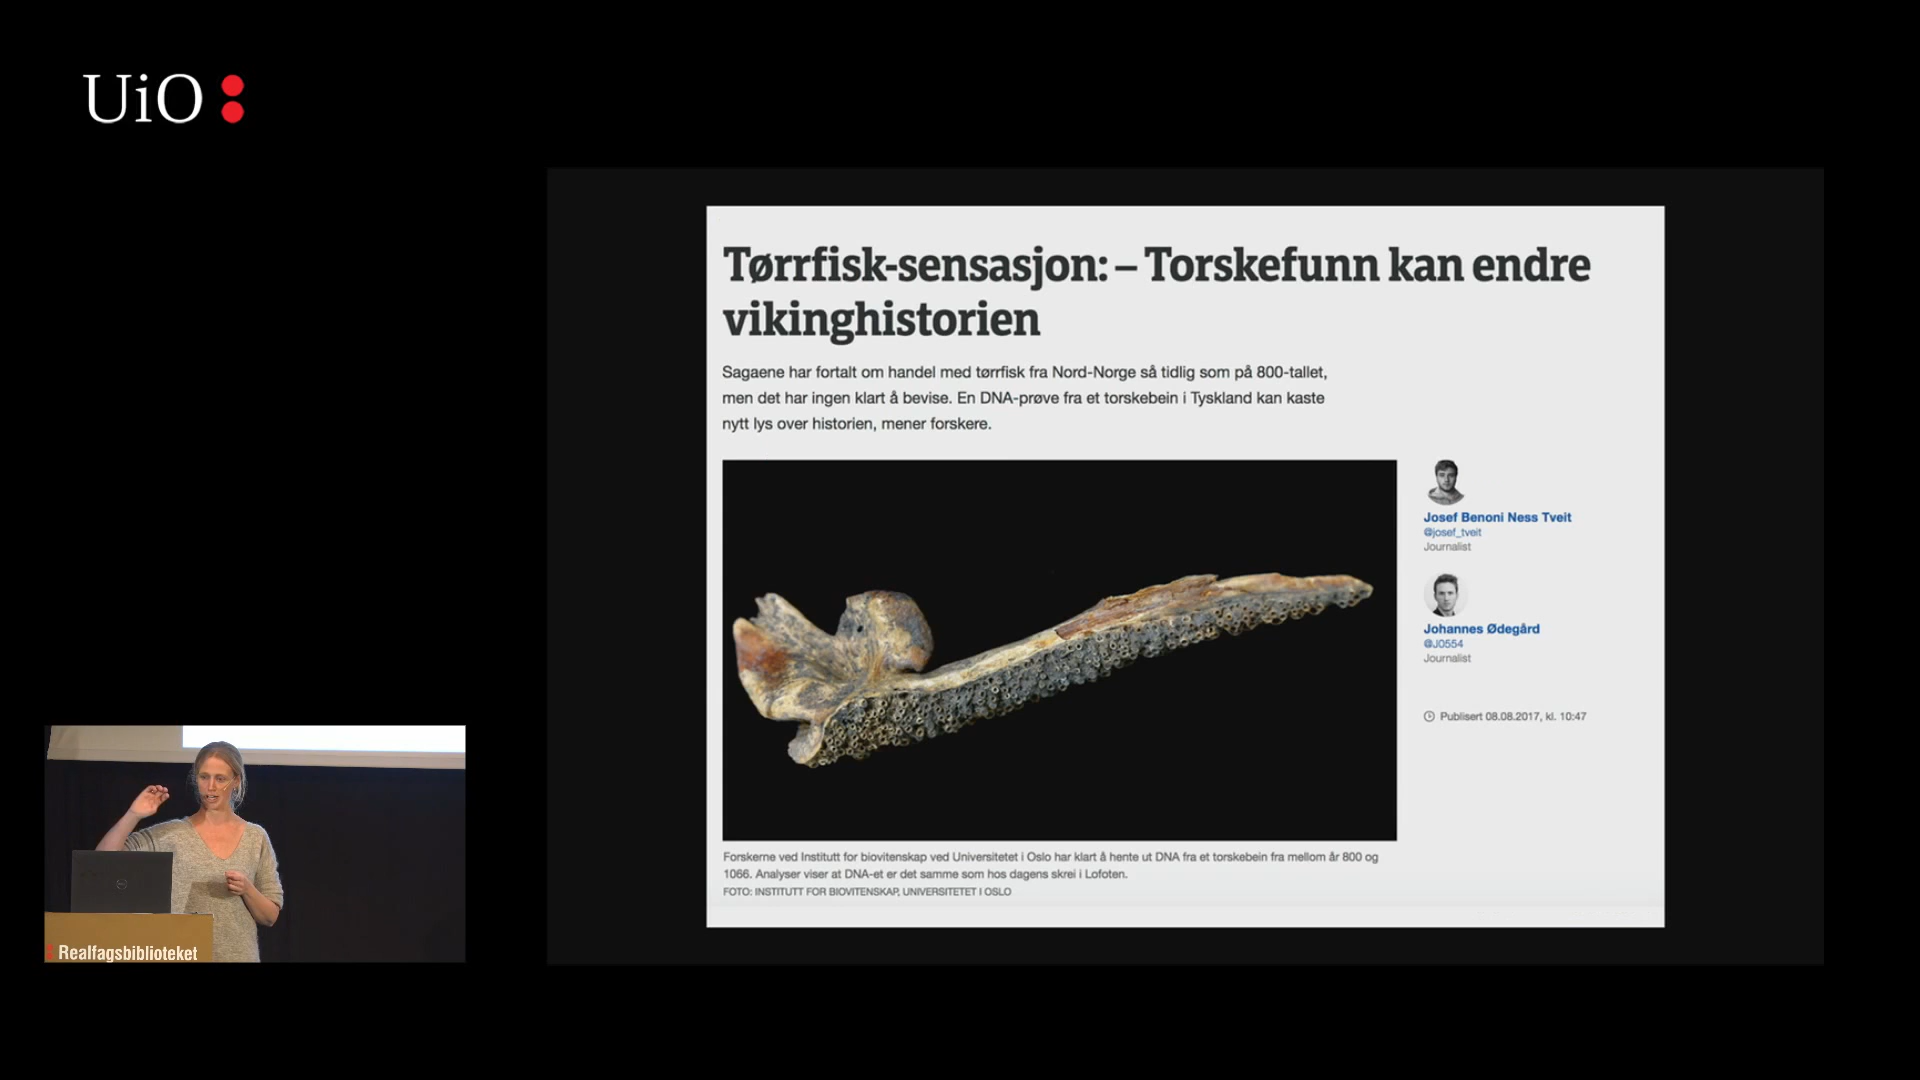 UiO
Tørrfisk-sensasjon: – Torskefunn kan endre
vikinghistorien
Sagaene har fortalt om handel med tørrfisk fra Nord-Norge så tidlig som på 800-tallet,
men det har ingen klart å bevise. En DNA-prøve fra et torskebein i Tyskland kan kaste
nytt lys over historien, mener forskere.
Josef Benoni Ness Tveit
@josef_tveit
Journalist
Johannes Ødegård
@JO554
Journalist
Publisert 08.08.2017, kl. 10:47
Forskerne ved Institutt for biovitenskap ved Universitetet i Oslo har klart å hente ut DNA fra et torskebein fra mellom år 800 og
1066. Analyser viser at DNA-et er det samme som hos dagens skrei i Lofoten.
FOTO: INSTITUTT FOR BIOVITENSKAP, UNIVERSITETET I OSLO
Realfagsbiblioteket